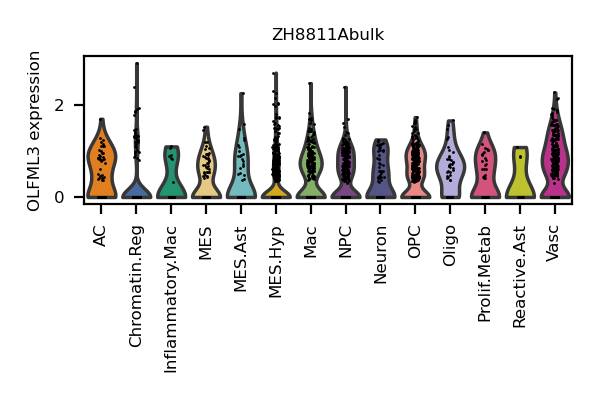 ZH8811Abulk
OLFML3 expression
2
0
AC
Chromatin.Reg
Inflammatory.Mac
MES
MES.Ast
MES.Hyp
Mac
NPC
Neuron
OPC
Oligo
Prolif.Metab
Reactive.Ast
Vasc